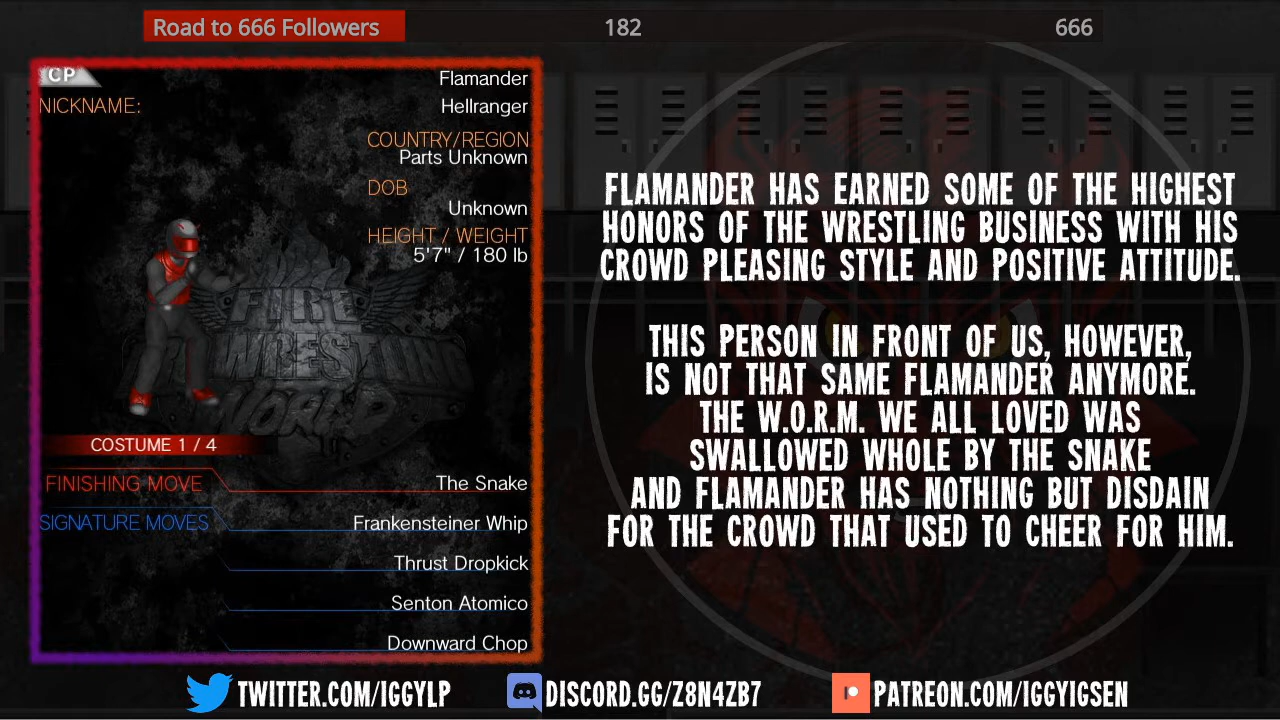 Road to 666 Followers 182 666
CP
Flamander
NICKNAME: Hellranger
COUNTRY/REGION
Parts Unknown
DOB
Unknown
HEIGHT / WEIGHT
5'7" / 180 lb
FIRE
PRO WRESTLING
WORLD
COSTUME 1 / 4
FINISHING MOVE The Snake
SIGNATURE MOVES Frankensteiner Whip
Thrust Dropkick
Senton Atomico
Downward Chop
FLAMANDER HAS EARNED SOME OF THE HIGHEST
HONORS OF THE WRESTLING BUSINESS WITH HIS
CROWD PLEASING STYLE AND POSITIVE ATTITUDE.
THIS PERSON IN FRONT OF US, HOWEVER,
IS NOT THAT SAME FLAMANDER ANYMORE.
THE W.O.R.M. WE ALL LOVED WAS
SWALLOWED WHOLE BY THE SNAKE
AND FLAMANDER HAS NOTHING BUT DISDAIN
FOR THE CROWD THAT USED TO CHEER FOR HIM.
TWITTER.COM/IGGYLP DISCORD.GG/Z8N4ZB7 PATREON.COM/IGGYIGSEN